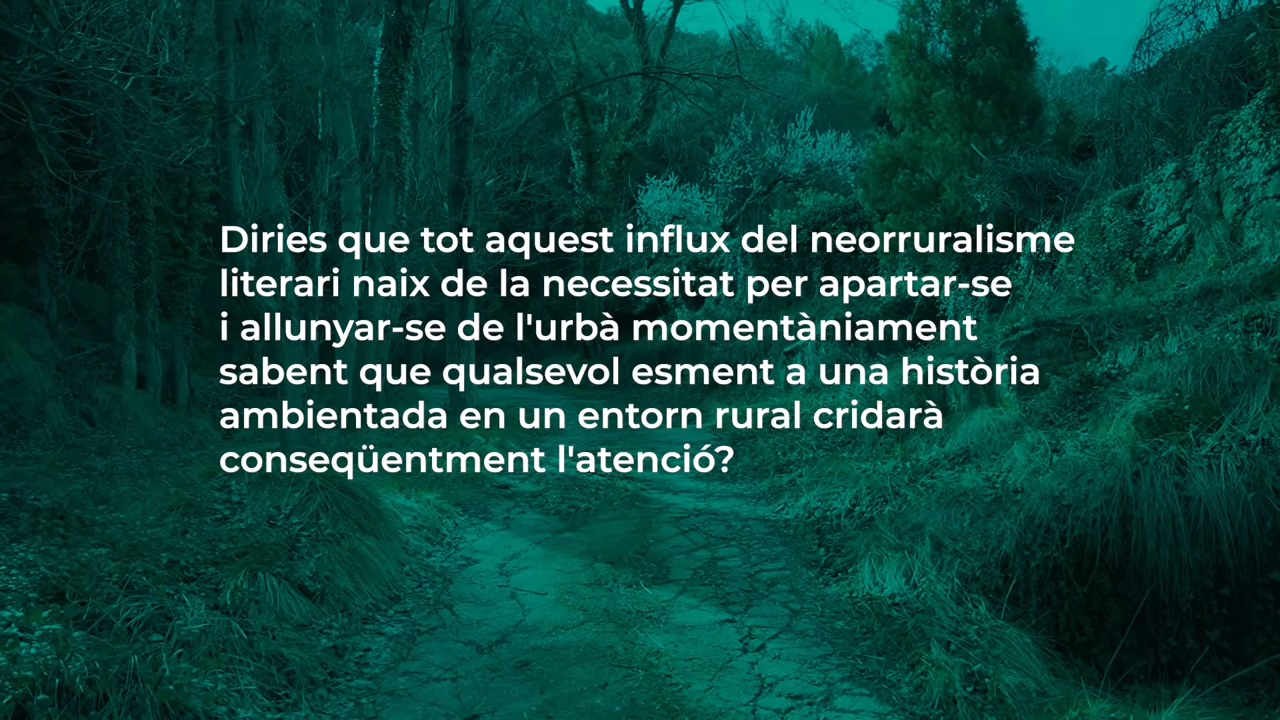 Diries que tot aquest influx del neorruralisme
literari naix de la necessitat per apartar-se
i allunyar-se de l'urbà momentàniament
sabent que qualsevol esment a una història
ambientada en un entorn rural cridarà
conseqüentment l'atenció?